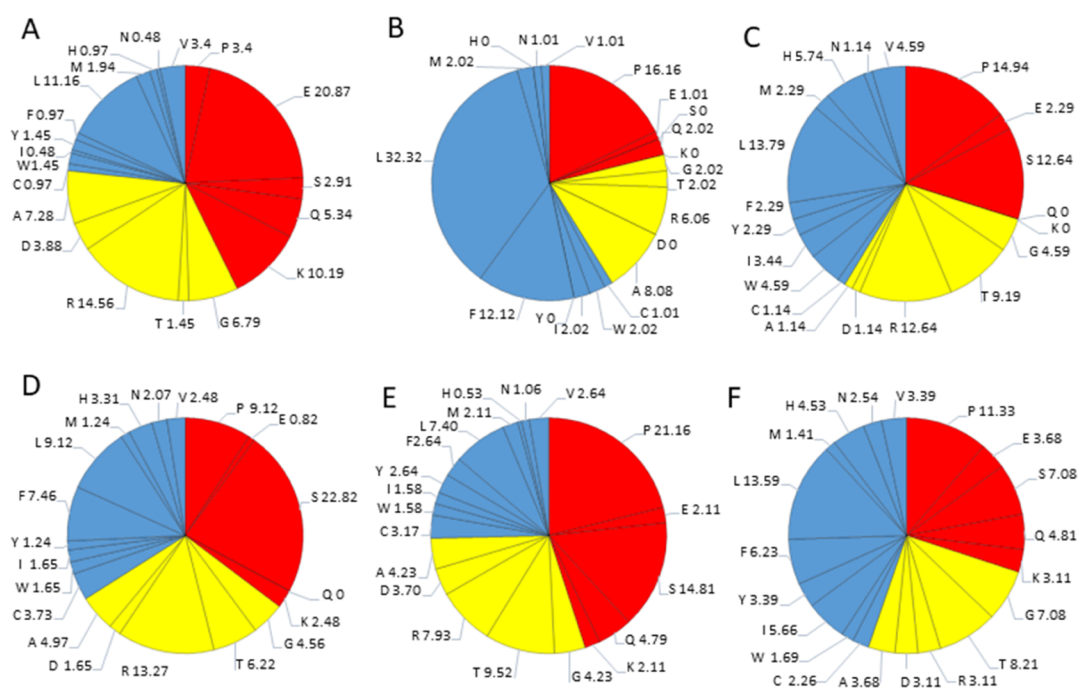 A
N 0.48
V 3.4
P 3.4
H 0.97
M 1.94
L 11.16
E 20.87
F 0.97
Y 1.45
I 0.48
W 1.45
C 0.97
S 2.91
Q 5.34
A 7.28
D 3.88
K 10.19
R 14.56
T 1.45
G 6.79
B
H 0
N 1.01
V 1.01
M 2.02
P 16.16
E 1.01
S 0
Q 2.02
K 0
G 2.02
T 2.02
L 32.32
R 6.06
D 0
A 8.08
F 12.12
Y 0
I 2.02
W 2.02
C 1.01
C
H 5.74
N 1.14
V 4.59
P 14.94
M 2.29
E 2.29
L 13.79
S 12.64
F 2.29
Y 2.29
Q 0
K 0
G 4.59
I 3.44
W 4.59
T 9.19
C 1.14
A 1.14
D 1.14
R 12.64
D
H 3.31
N 2.07
V 2.48
P 9.12
E 0.82
M 1.24
L 9.12
F 7.46
S 22.82
Y 1.24
I 1.65
W 1.65
C 3.73
Q 0
K 2.48
A 4.97
G 4.56
D 1.65
R 13.27
T 6.22
E
H 0.53
N 1.06
V 2.64
M 2.11
L 7.40
F2.64
P 21.16
Y 2.64
I 1.58
W 1.58
C 3.17
E 2.11
A 4.23
D 3.70
S 14.81
R 7.93
Q 4.79
K 2.11
T 9.52
G 4.23
F
H 4.53
N 2.54
V 3.39
P 11.33
M 1.41
E 3.68
L 13.59
S 7.08
Q 4.81
F 6.23
K 3.11
Y 3.39
G 7.08
I 5.66
W 1.69
T 8.21
C 2.26
A 3.68
D 3.11
R 3.11